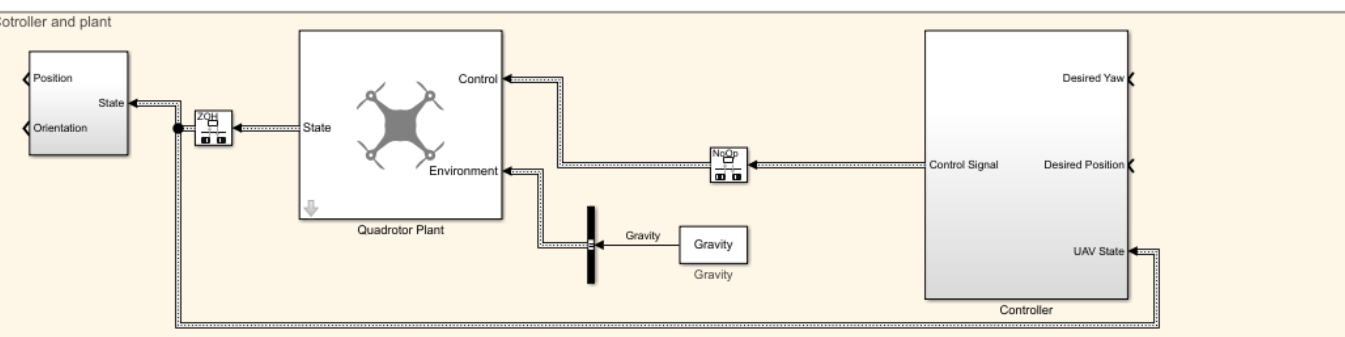 Cotroller and plant
Position
State
Orientation
ZOH
State
Control
Environment
Quadrotor Plant
NoOp
Gravity
Gravity
Gravity
Control Signal
Desired Yaw
Desired Position
UAV State
Controller